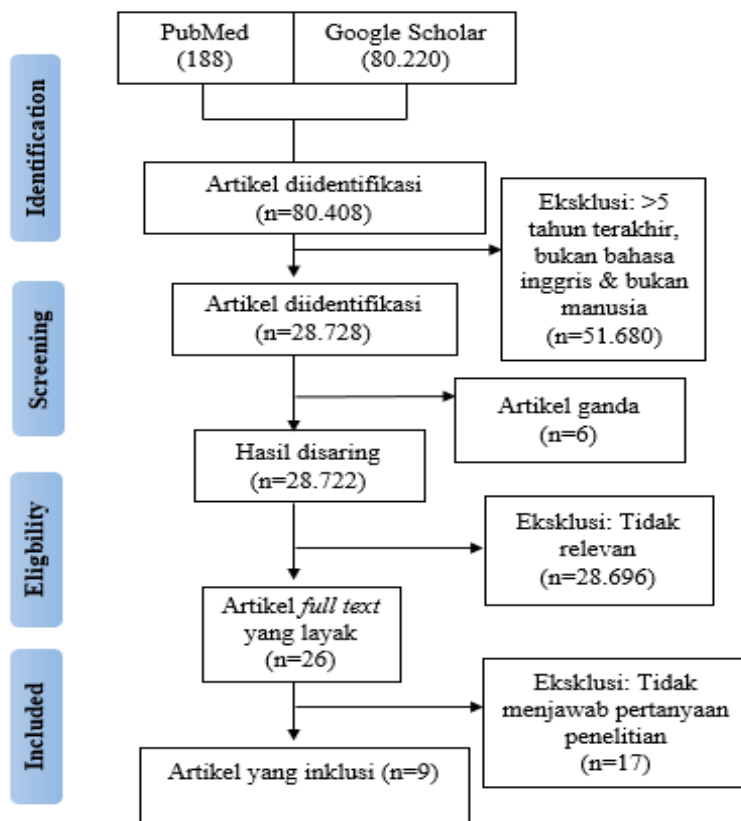 PubMed
(188)
Google Scholar
(80.220)
Identification
Artikel diidentifikasi
(n=80.408)
Eksklusi: >5
tahun terakhir,
bukan bahasa
inggris & bukan
manusia
(n=51.680)
Screening
Artikel diidentifikasi
(n=28.728)
Artikel ganda
(n=6)
Hasil disaring
(n=28.722)
Eligbility
Eksklusi: Tidak
relevan
(n=28.696)
Artikel full text
yang layak
(n=26)
Included
Eksklusi: Tidak
menjawab pertanyaan
penelitian
(n=17)
Artikel yang inklusi (n=9)